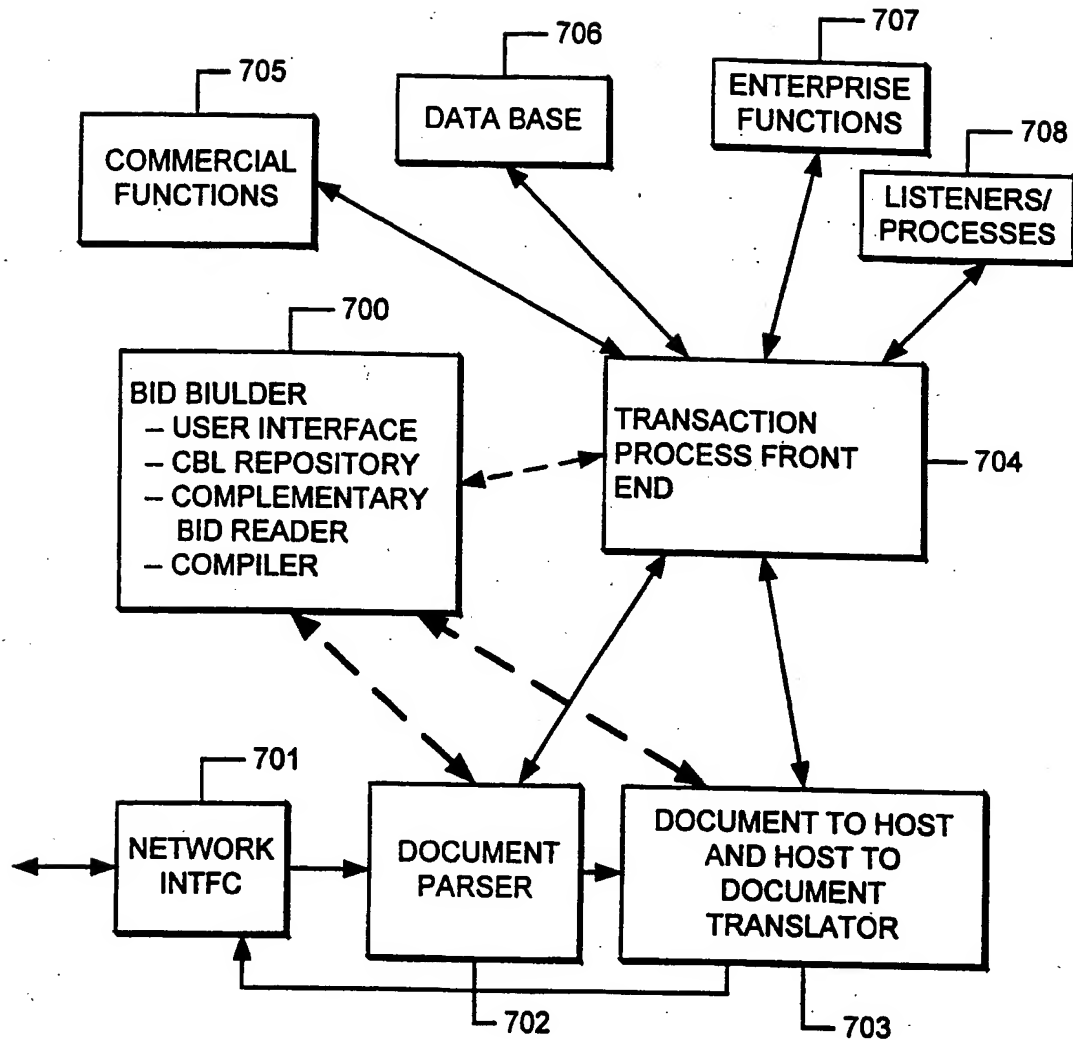 706
707
705
DATA BASE
ENTERPRISE
FUNCTIONS
708
COMMERCIAL
FUNCTIONS
LISTENERS/
PROCESSES
700
BID BIULDER
– USER INTERFACE
– CBL REPOSITORY
– COMPLEMENTARY
BID READER
– COMPILER
TRANSACTION
PROCESS FRONT
END
704
701
NETWORK
INTFC
DOCUMENT
PARSER
DOCUMENT TO HOST
AND HOST TO
DOCUMENT
TRANSLATOR
702
703